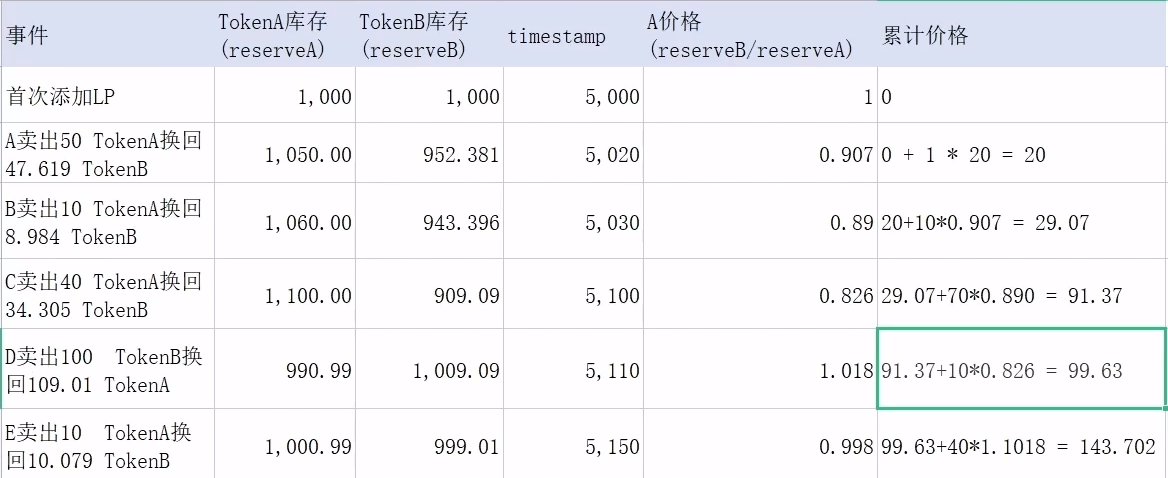 事件 TokenA库存 (reserveA) TokenB库存 (reserveB) timestamp A价格 (reserveB/reserveA) 累计价格
首次添加LP 1,000 1,000 5,000 1 0
A卖出50 TokenA换回
47.619 TokenB 1,050.00 952.381 5,020 0.907 0 + 1 * 20 = 20
B卖出10 TokenA换回
8.984 TokenB 1,060.00 943.396 5,030 0.89 20+10*0.907 = 29.07
C卖出40 TokenA换回
34.305 TokenB 1,100.00 909.09 5,100 0.826 29.07+70*0.890 = 91.37
D卖出100 TokenB换
回109.01 TokenA 990.99 1,009.09 5,110 1.018 91.37+10*0.826 = 99.63
E卖出10 TokenA换
回10.079 TokenB 1,000.99 999.01 5,150 0.998 99.63+40*1.1018 = 143.702